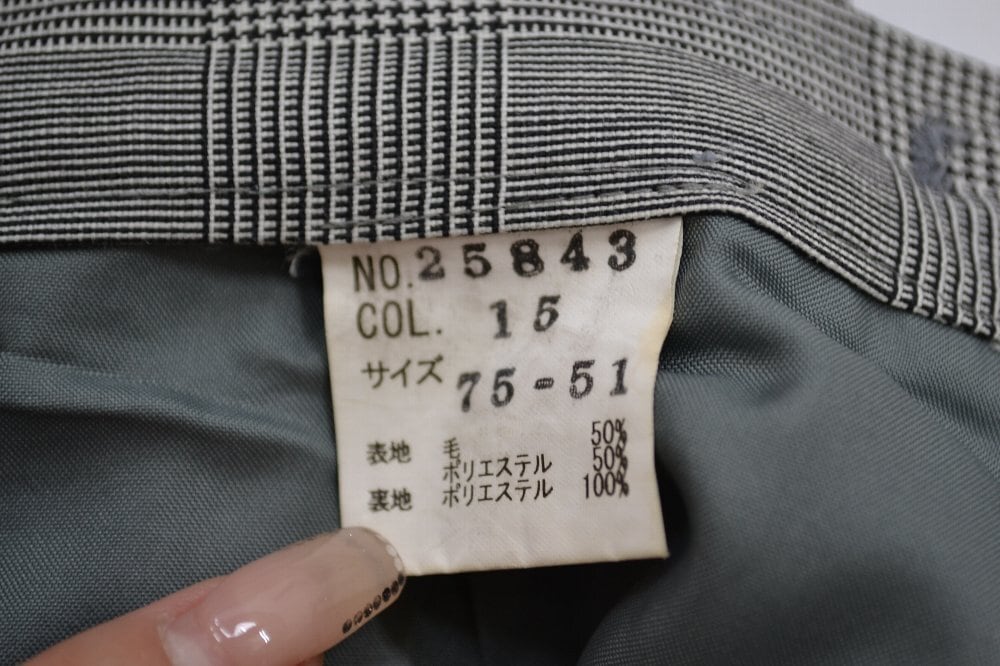 NO. 25843
COL. 15
サイズ 75-51
表地 毛 50%
ポリエステル 50%
裏地 ポリエステル 100%